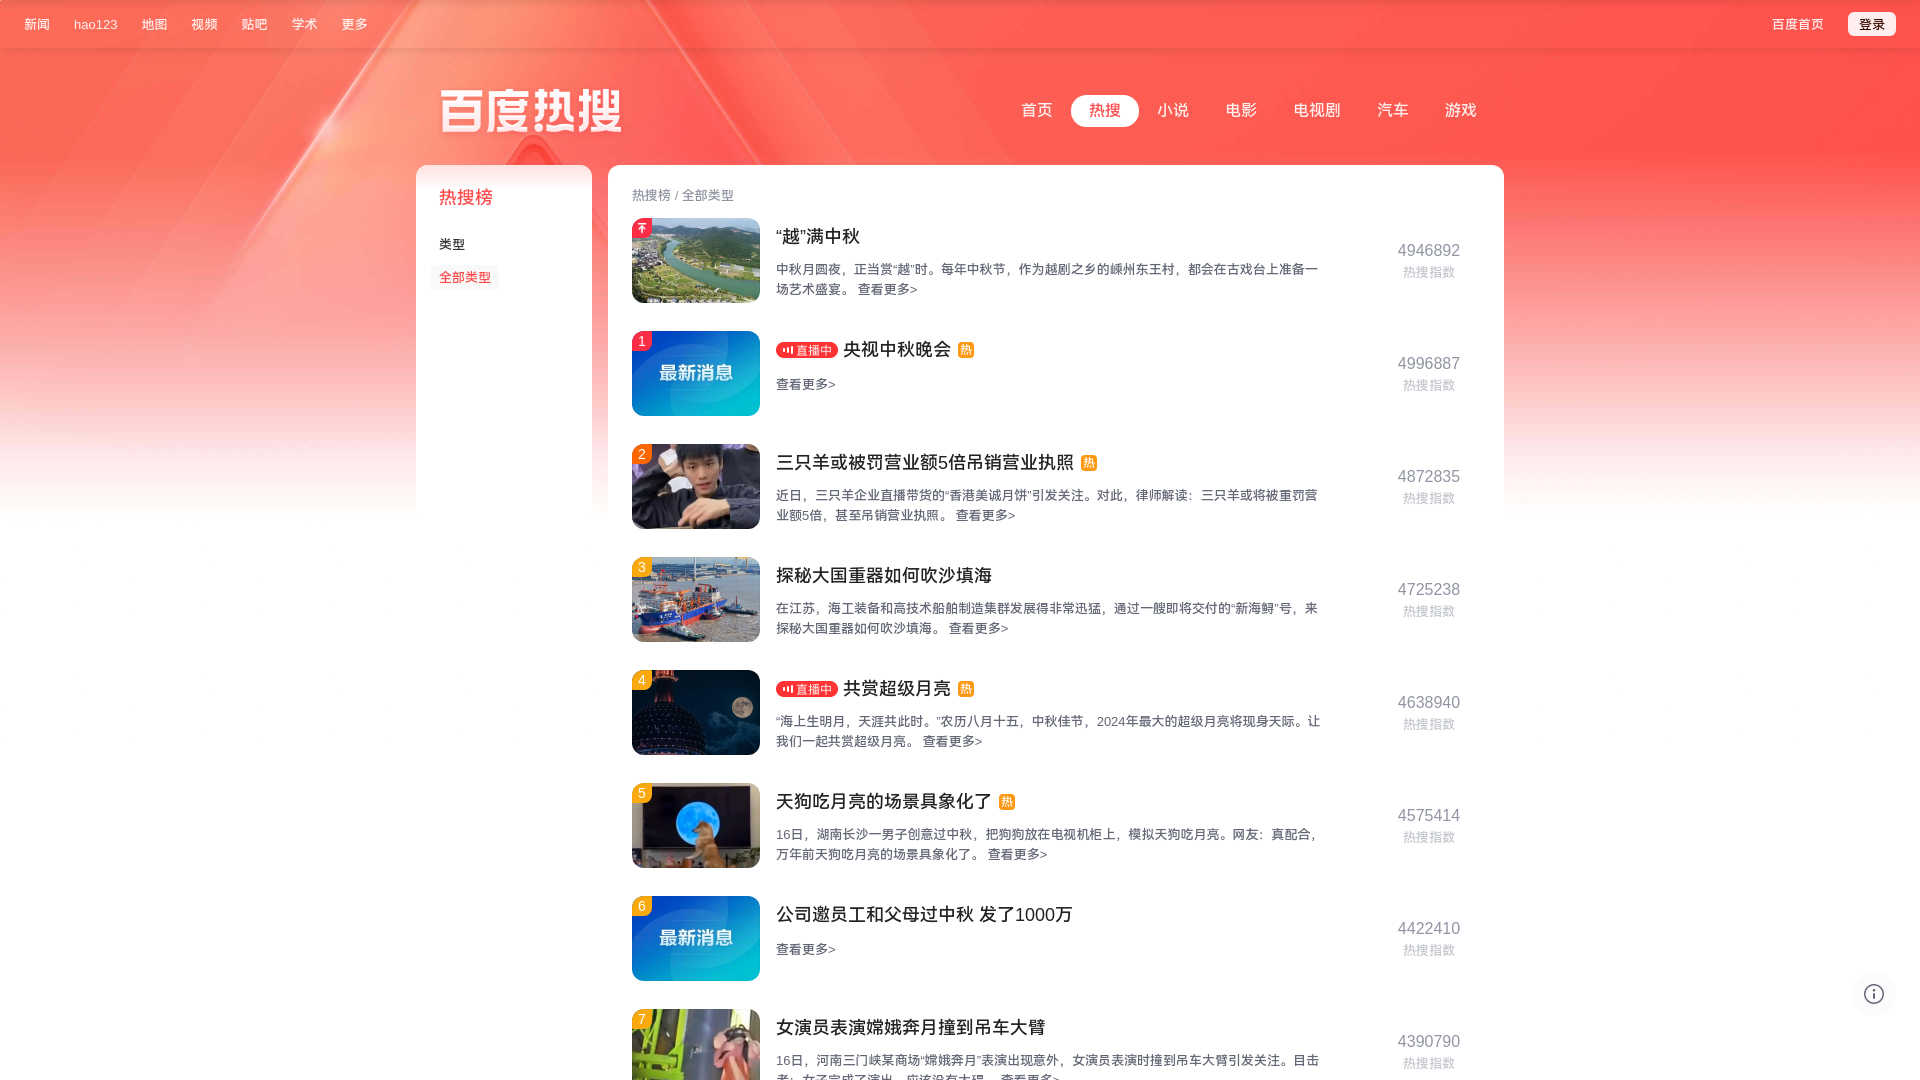 新闻 hao123 地图 视频 贴吧 学术 更多 百度首页 登录
百度热搜
首页 热搜 小说 电影 电视剧 汽车 游戏
热搜榜
类型
全部类型
热搜榜 / 全部类型
“越”满中秋
中秋月圆夜，正当赏“越”时。每年中秋节，作为越剧之乡的嵊州东王村，都会在古戏台上准备一
场艺术盛宴。 查看更多>
4946892
热搜指数
1
最新消息
直播中 央视中秋晚会 热
查看更多>
4996887
热搜指数
2
三只羊或被罚营业额5倍吊销营业执照 热
近日，三只羊企业直播带货的“香港美诚月饼”引发关注。对此，律师解读：三只羊或将被重罚营
业额5倍，甚至吊销营业执照。 查看更多>
4872835
热搜指数
3
探秘大国重器如何吹沙填海
在江苏，海工装备和高技术船舶制造集群发展得非常迅猛，通过一艘即将交付的“新海鲟”号，来
探秘大国重器如何吹沙填海。 查看更多>
4725238
热搜指数
4
直播中 共赏超级月亮 热
“海上生明月，天涯共此时。”农历八月十五，中秋佳节，2024年最大的超级月亮将现身天际。让
我们一起共赏超级月亮。 查看更多>
4638940
热搜指数
5
天狗吃月亮的场景具象化了 热
16日，湖南长沙一男子创意过中秋，把狗狗放在电视机柜上，模拟天狗吃月亮。网友：真配合，
万年前天狗吃月亮的场景具象化了。 查看更多>
4575414
热搜指数
6
最新消息
公司邀员工和父母过中秋 发了1000万
查看更多>
4422410
热搜指数
7
女演员表演嫦娥奔月撞到吊车大臂
16日，河南三门峡某商场“嫦娥奔月”表演出现意外，女演员表演时撞到吊车大臂引发关注。目击
者：女子完成了演出，应该没有大碍。 查看更多>
4390790
热搜指数